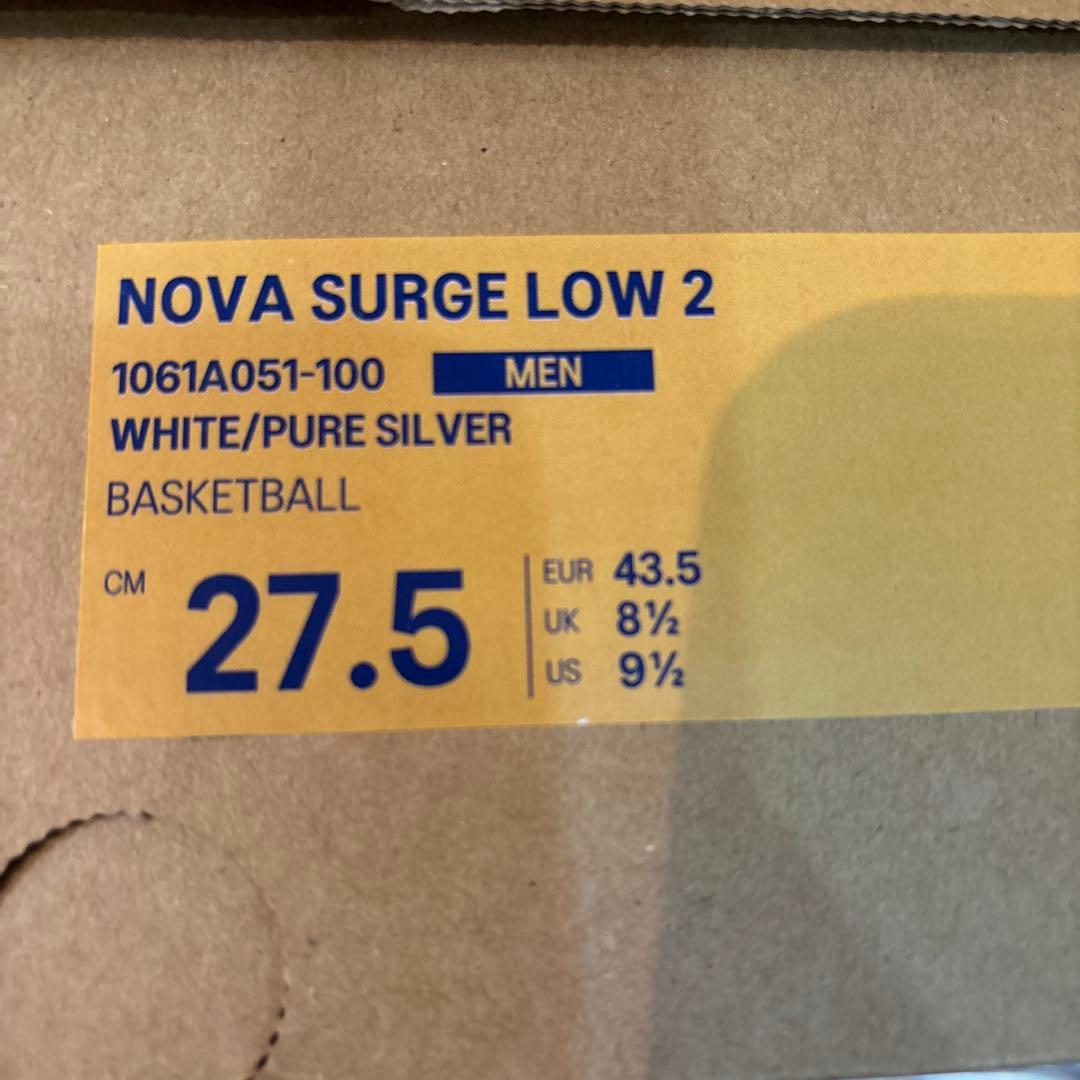 NOVA SURGE LOW 2
1061A051-100 MEN
WHITE/PURE SILVER
BASKETBALL
CM 27.5
EUR 43.5
UK 8½
US 9½